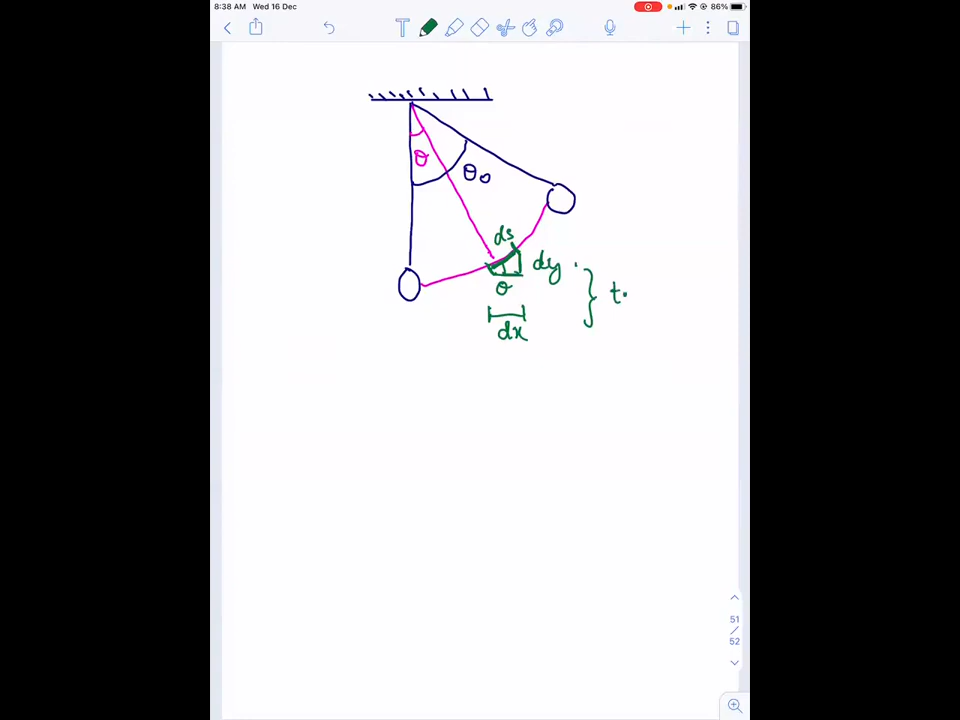 8:38 AM Wed 16 Dec
86%
T
θ
θ₀
ds
dy
θ
} t.
dx
51
/
52